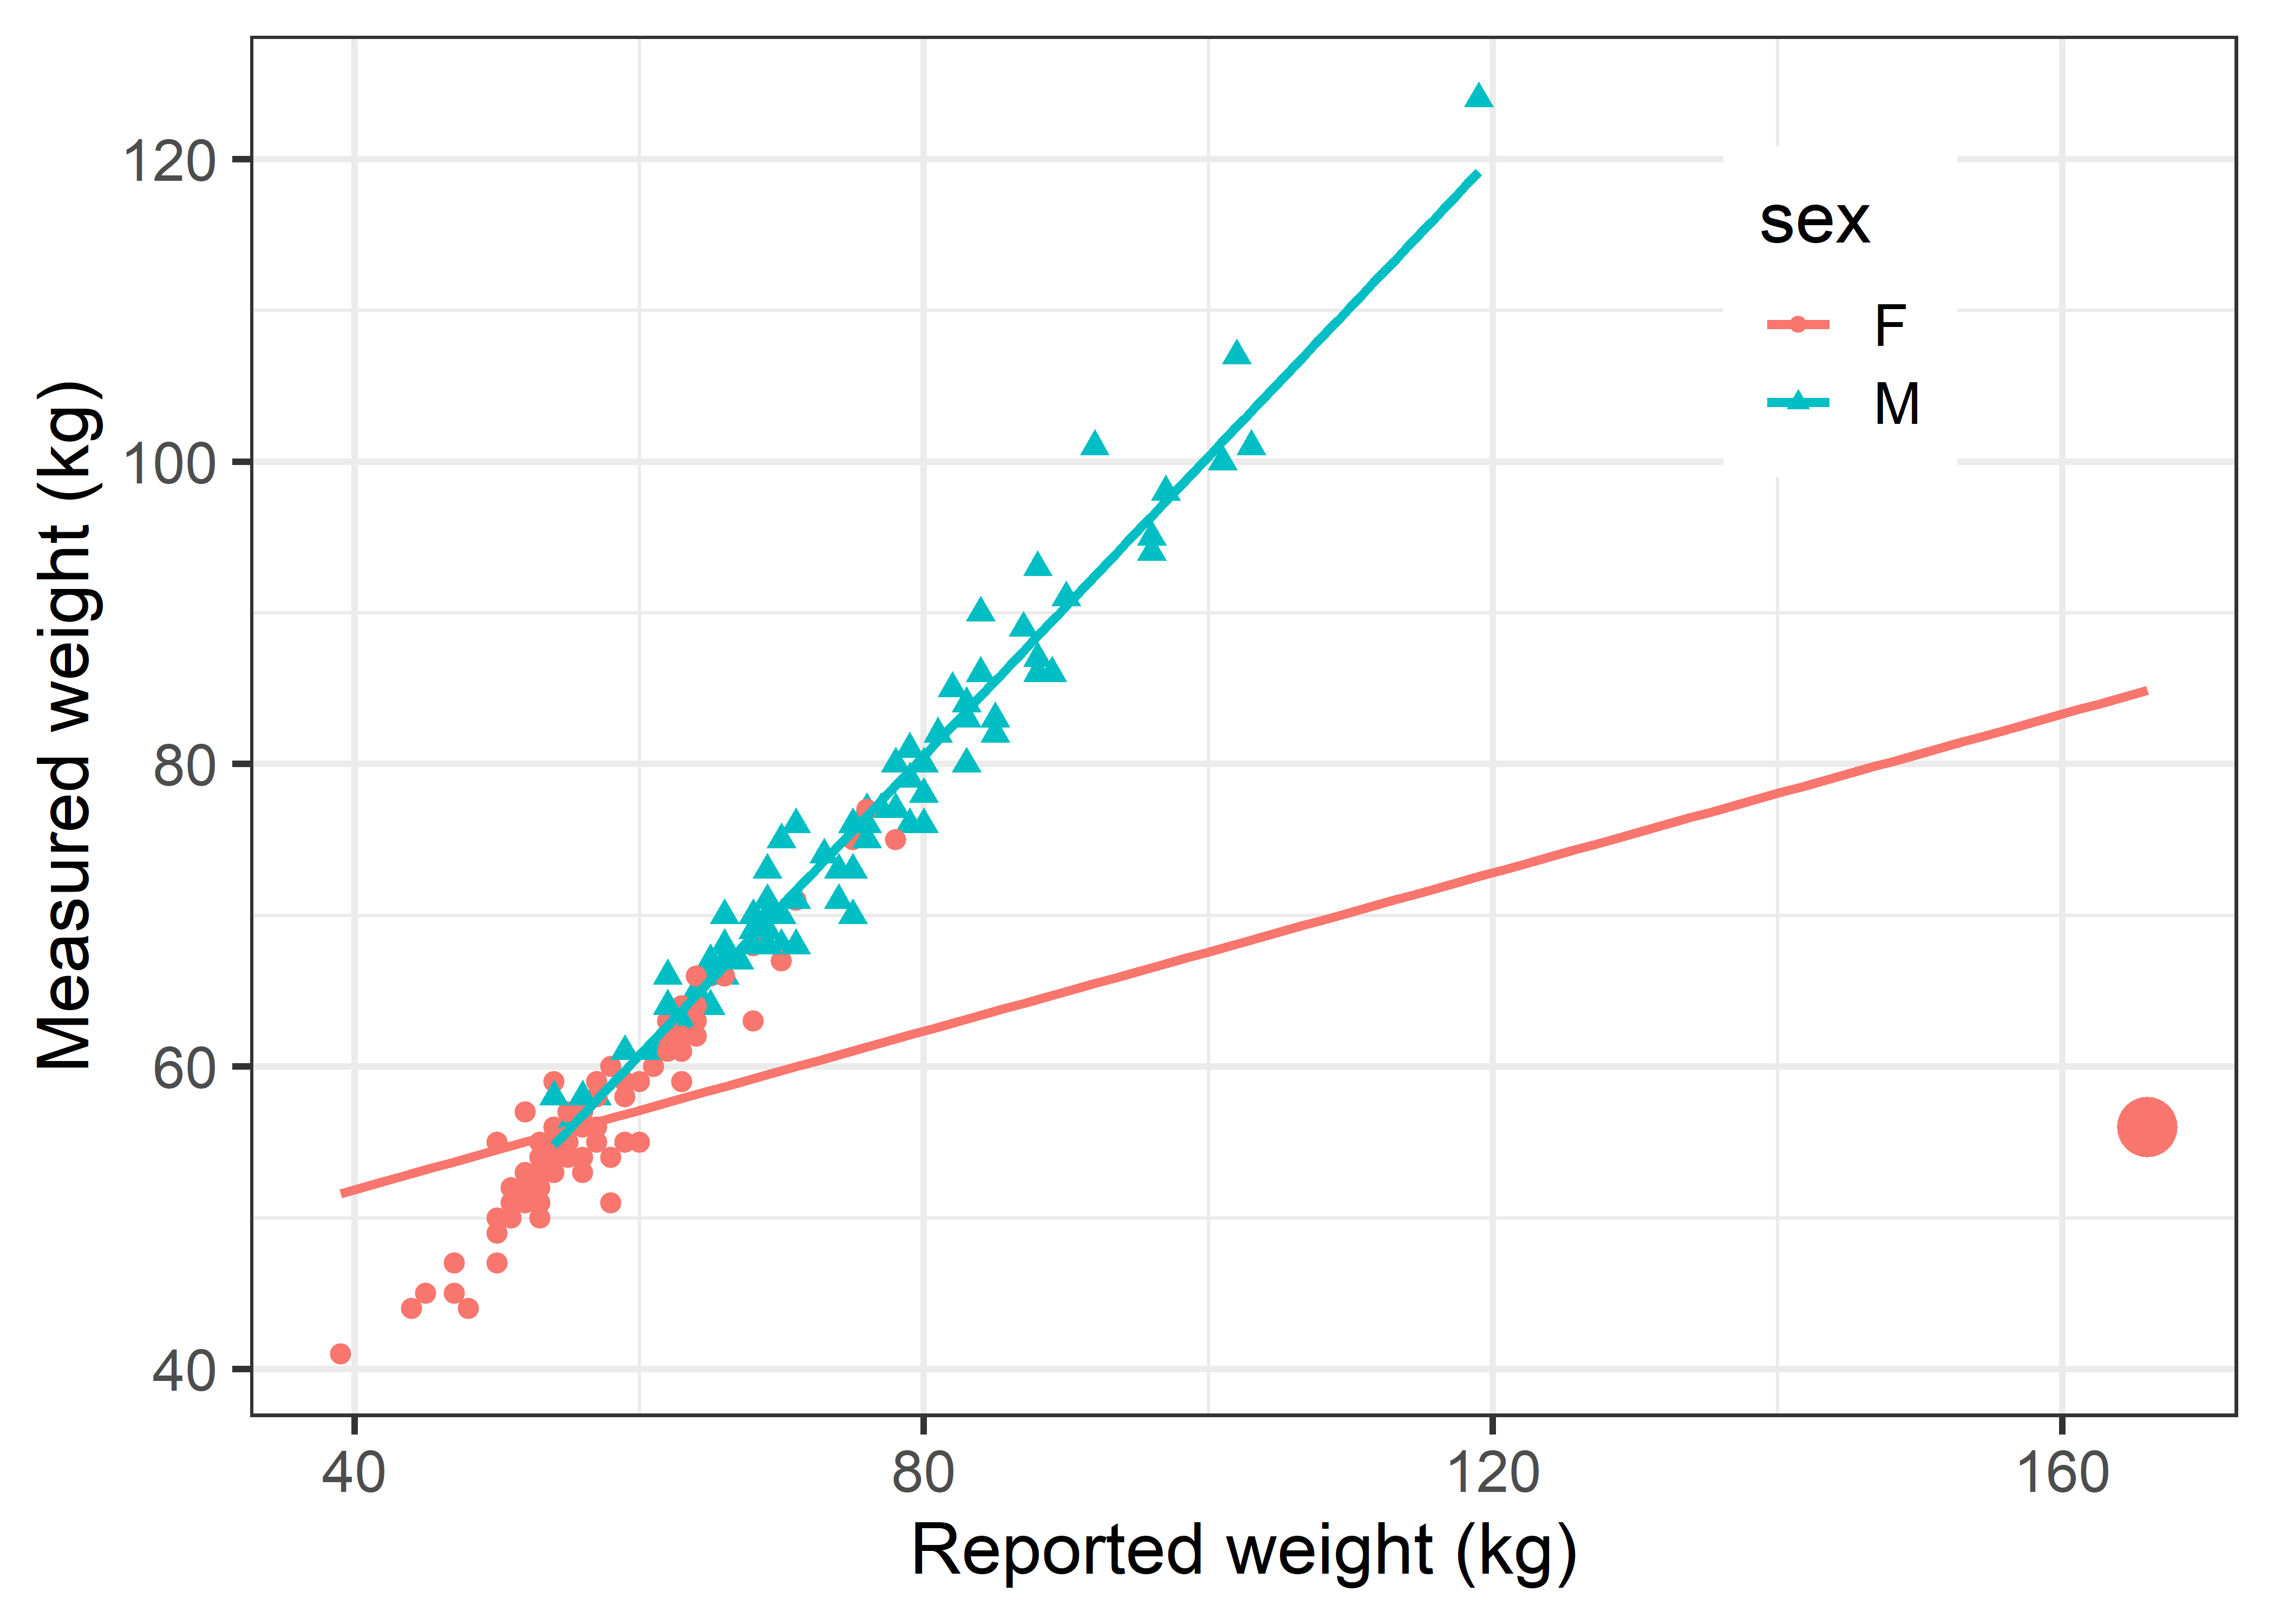 120
100
80
60
40
Measured weight (kg)
sex
F
M
40 80 120 160
Reported weight (kg)